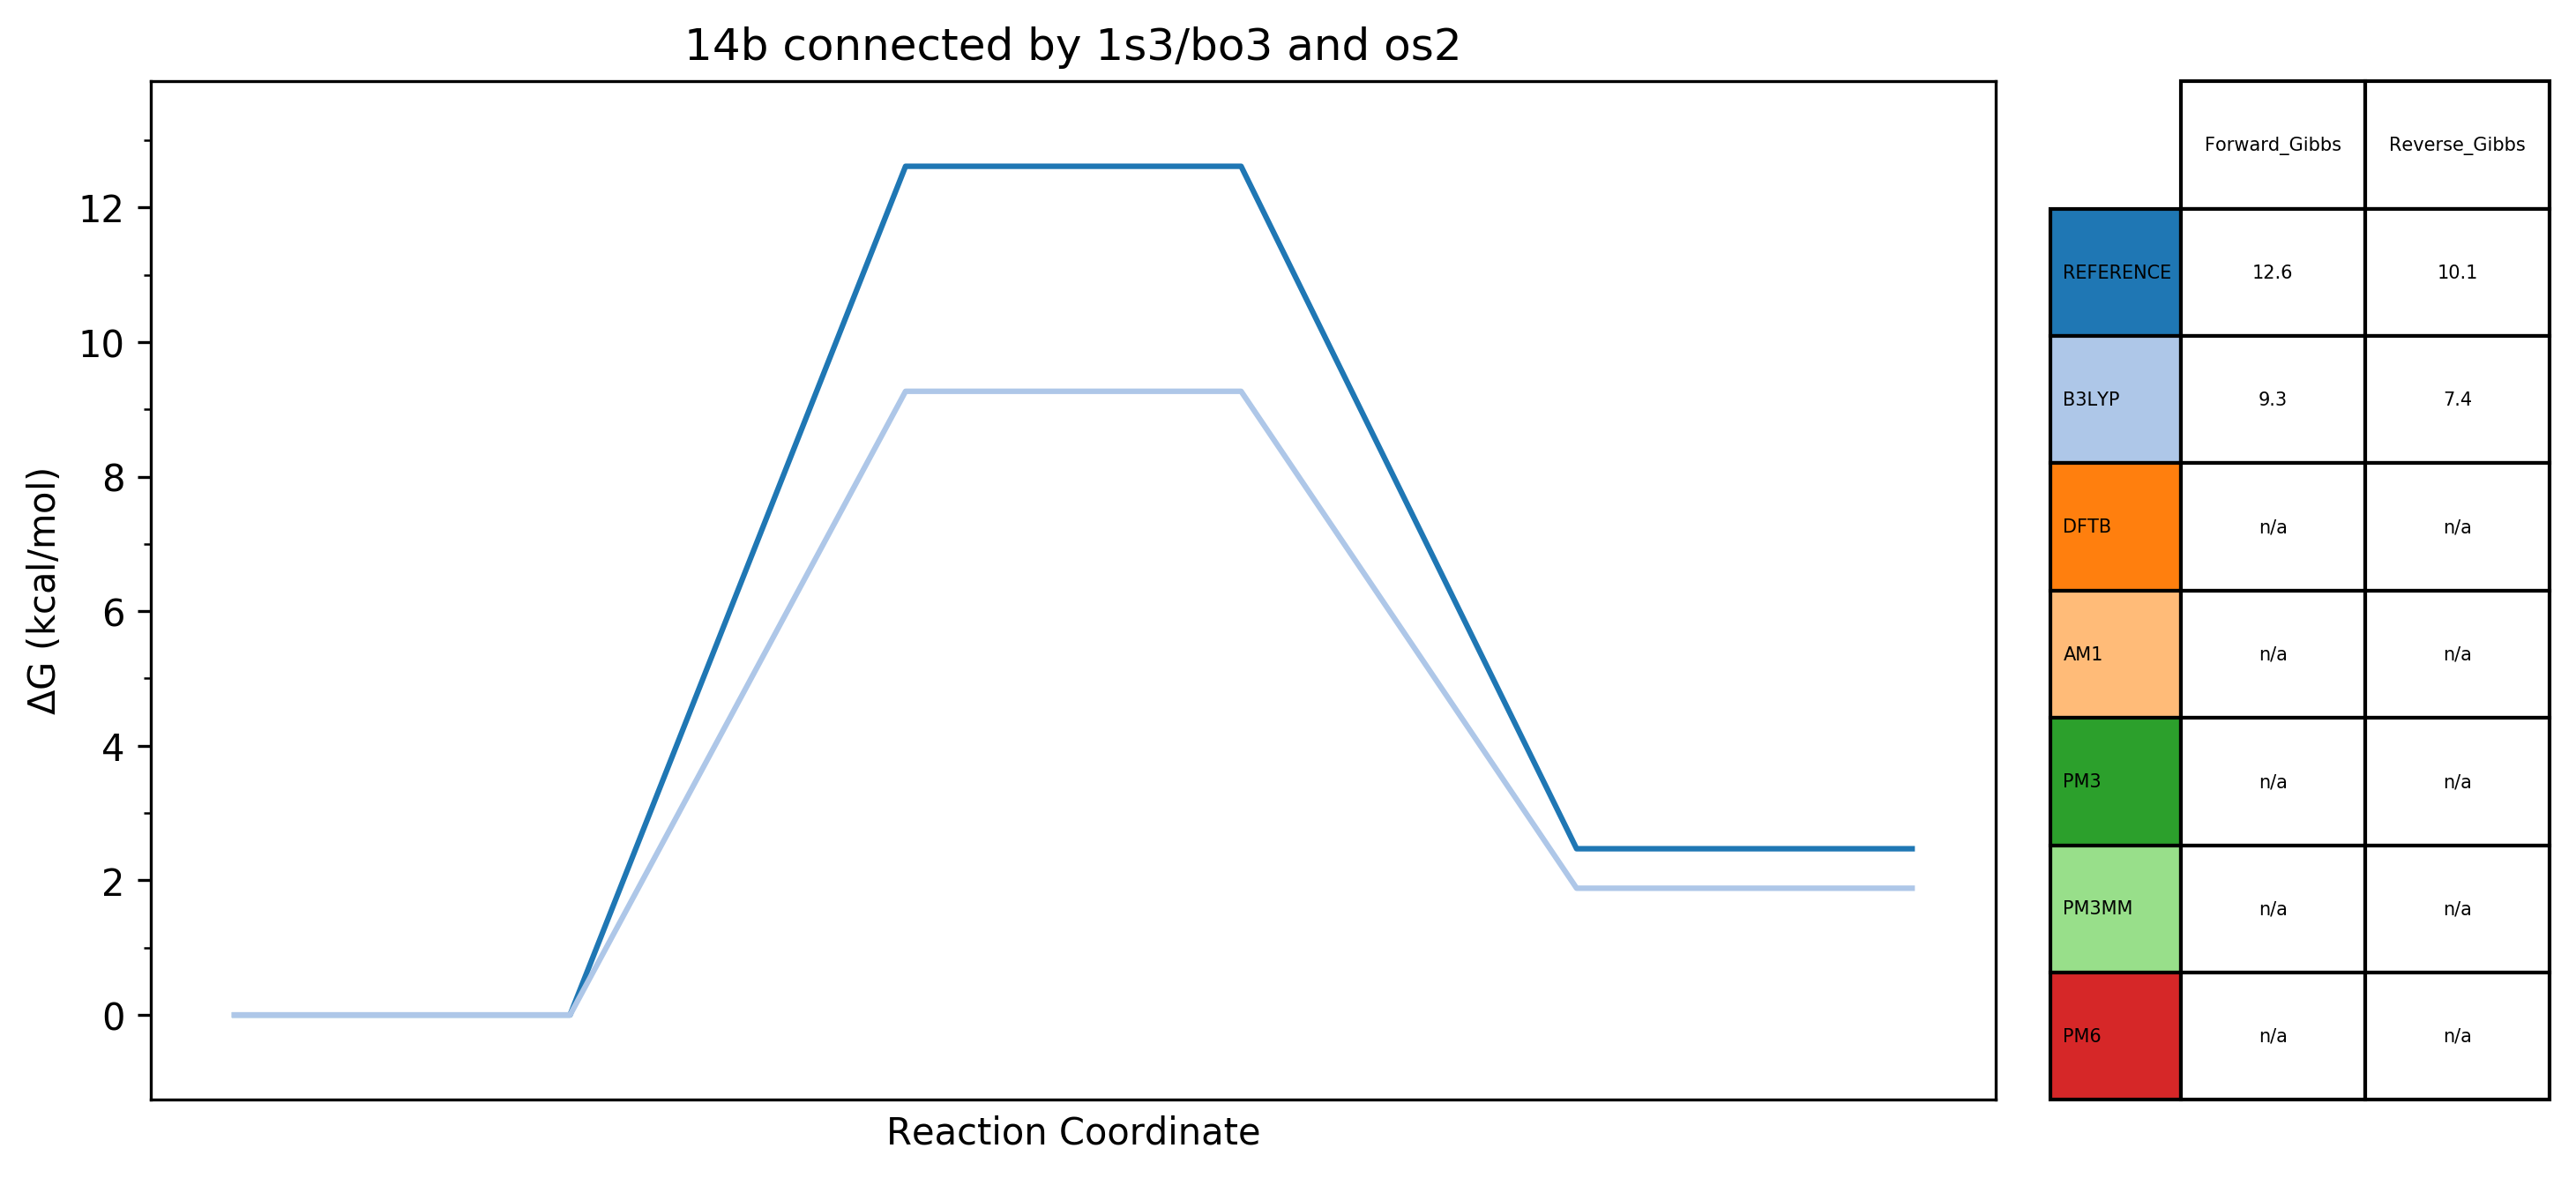 14b connected by 1s3/bo3 and os2
ΔG (kcal/mol)
12
10
8
6
4
2
0
Reaction Coordinate
Forward_Gibbs Reverse_Gibbs
REFERENCE 12.6 10.1
B3LYP 9.3 7.4
DFTB n/a n/a
AM1 n/a n/a
PM3 n/a n/a
PM3MM n/a n/a
PM6 n/a n/a